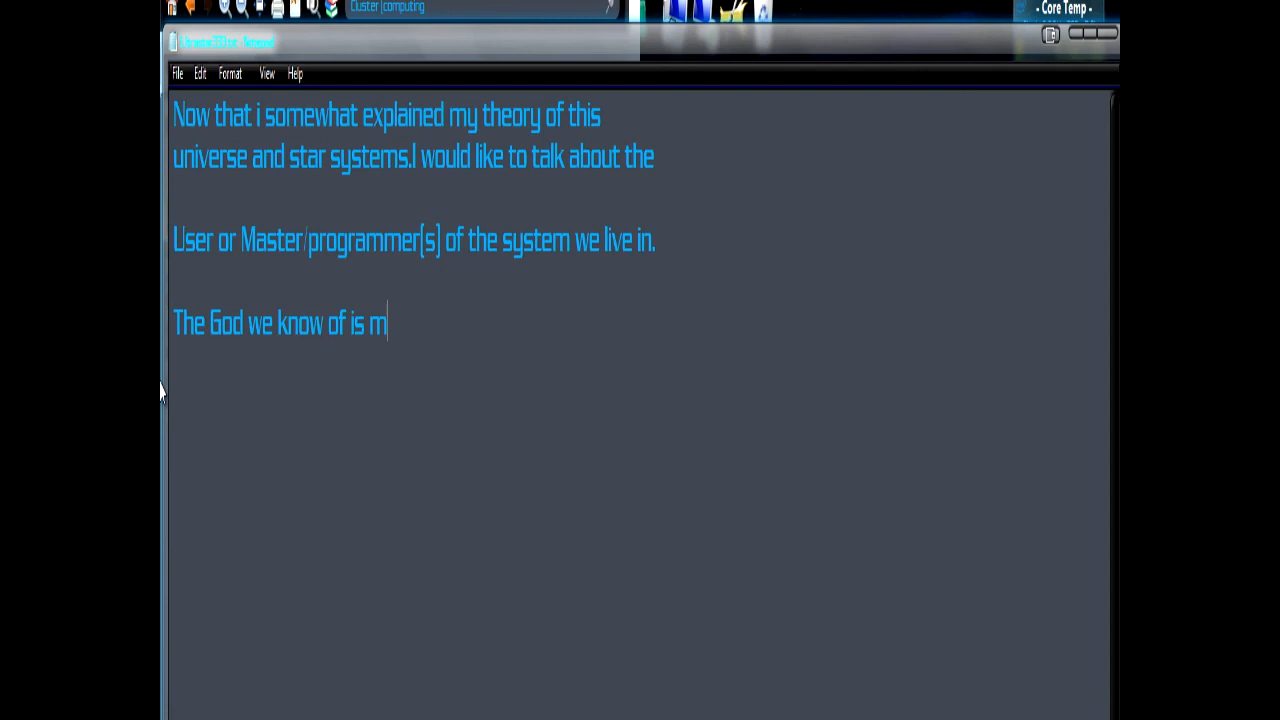 Cluster computing
- Core Temp -
File Edit Format View Help
Now that i somewhat explained my theory of this
universe and star systems.I would like to talk about the
User or Master/programmer(s) of the system we live in.
The God we know of is m